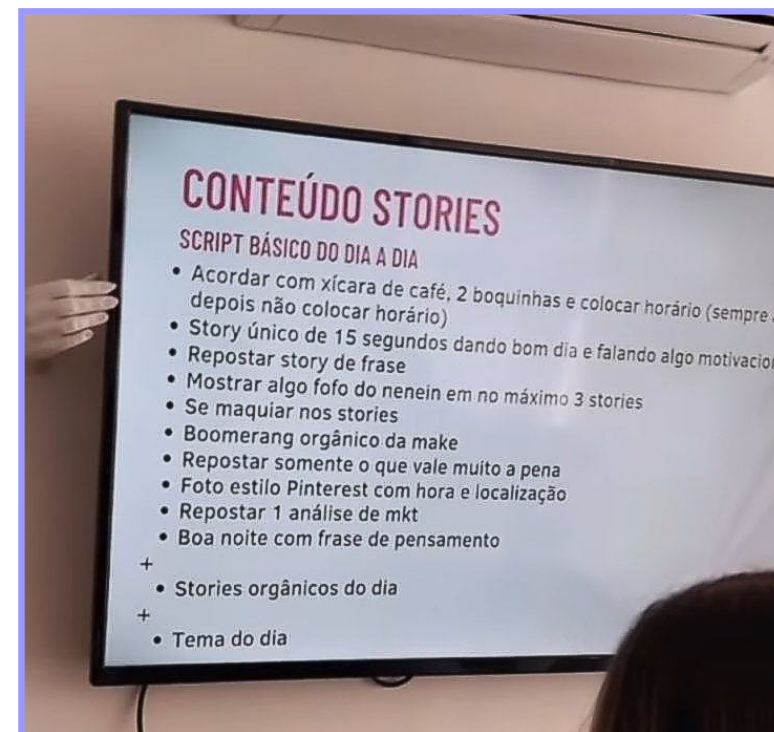 CONTEÚDO STORIES
SCRIPT BÁSICO DO DIA A DIA
• Acordar com xícara de café, 2 boquinhas e colocar horário (sempre
depois não colocar horário)
• Story único de 15 segundos dando bom dia e falando algo
• Repostar story de frase
• Mostrar algo fofo do nenein em no máximo 3 stories
• Se maquiar nos stories
• Boomerang orgânico da make
• Repostar somente o que vale muito a pena
• Foto estilo Pinterest com hora e localização
• Repostar 1 análise de mkt
• Boa noite com frase de pensamento
+
• Stories orgânicos do dia
+
• Tema do dia